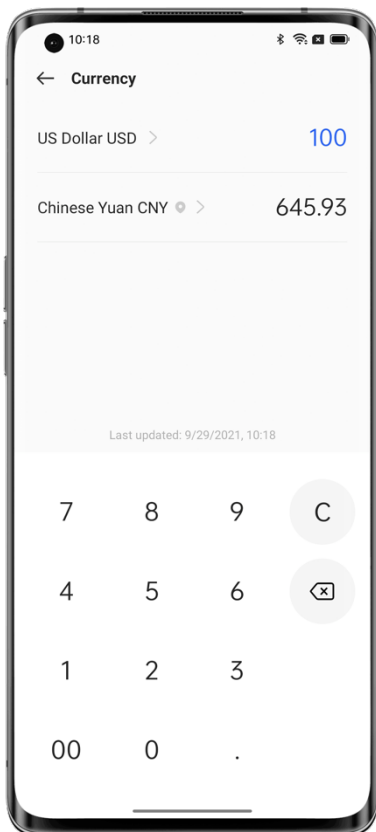 10:18
Currency
US Dollar USD
100
Chinese Yuan CNY
645.93
Last updated: 9/29/2021, 10:18
7 8 9 C
4 5 6
1 2 3
00 0 .